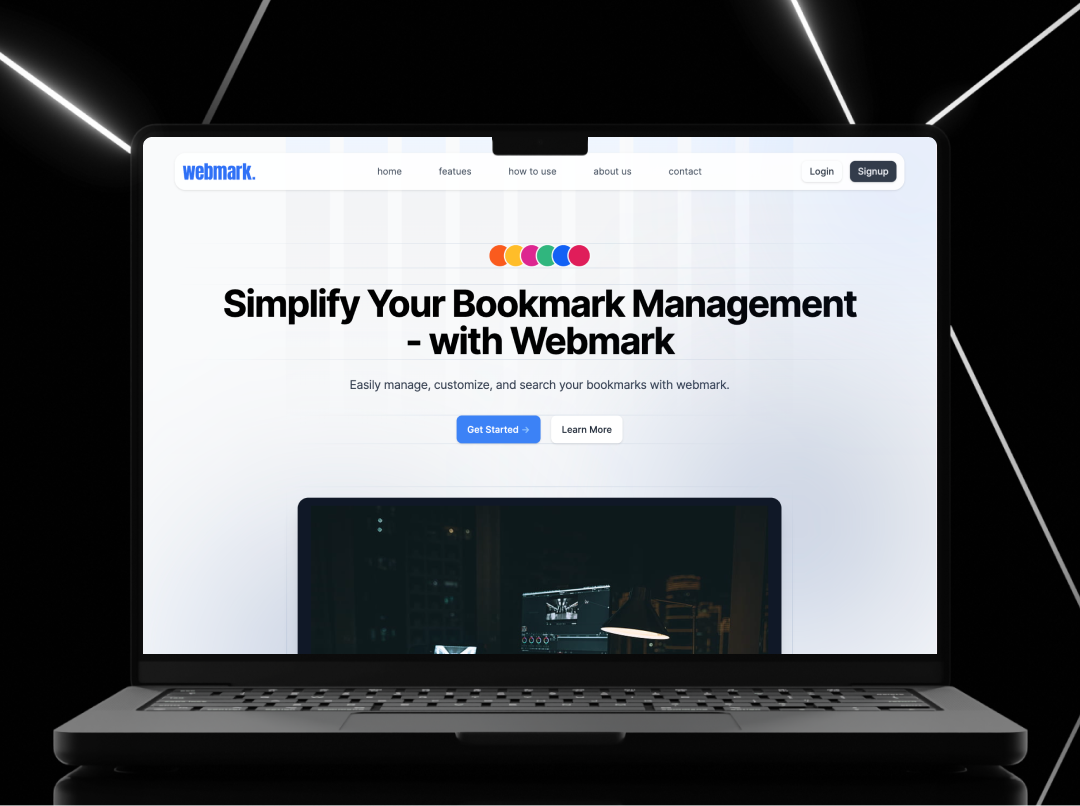 webmark.
home featues how to use about us contact
Login Signup
Simplify Your Bookmark Management
- with Webmark
Easily manage, customize, and search your bookmarks with webmark.
Get Started → Learn More